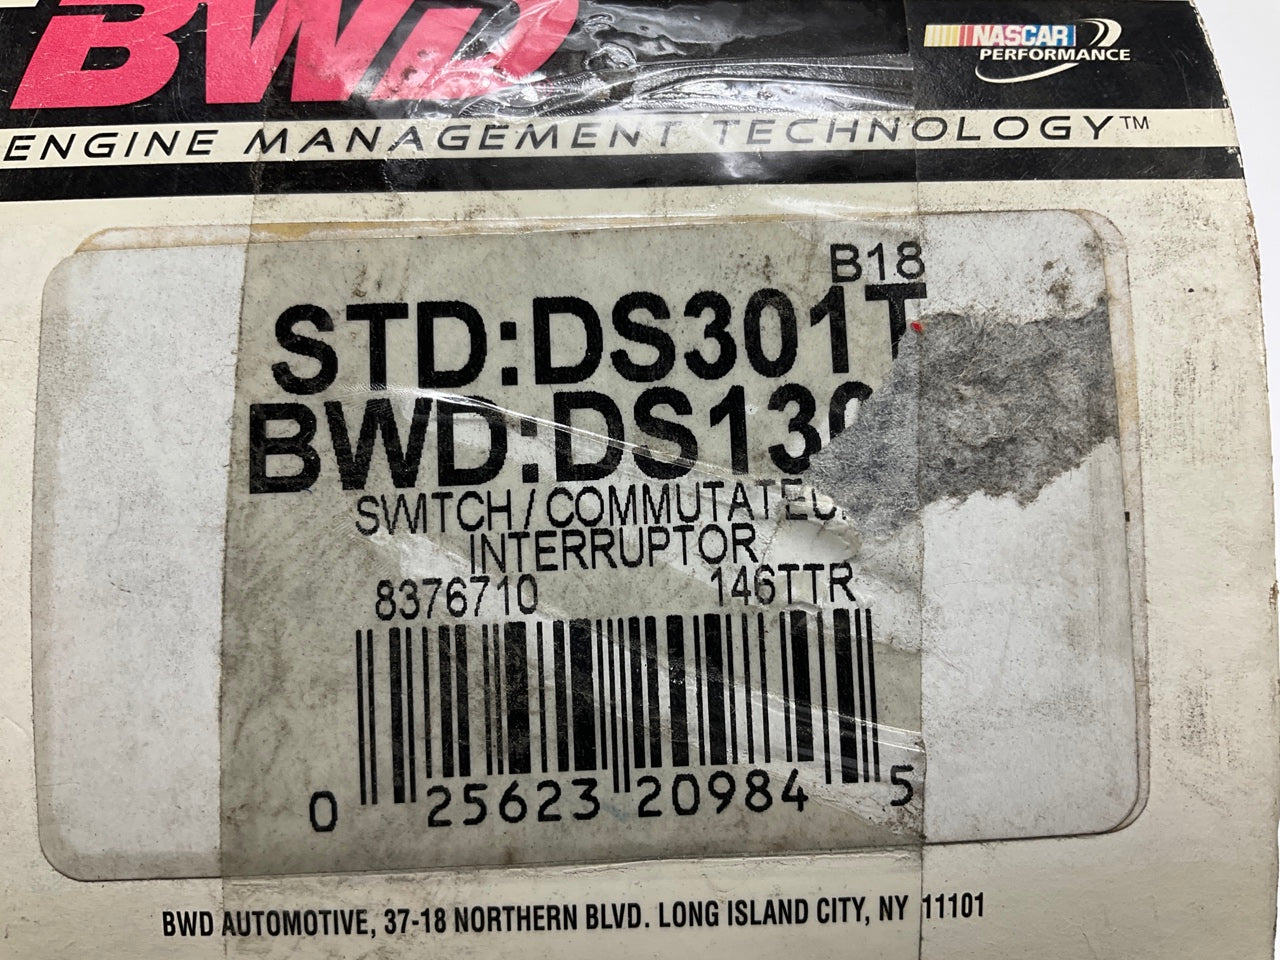 BWD
NASCAR
PERFORMANCE
ENGINE MANAGEMENT TECHNOLOGY™
B18
STD:DS301T
BWD:DS130
SWITCH / COMMUTATEU
INTERRUPTOR
8376710 146TTR
0 25623 20984 5
BWD AUTOMOTIVE, 37-18 NORTHERN BLVD. LONG ISLAND CITY, NY 11101